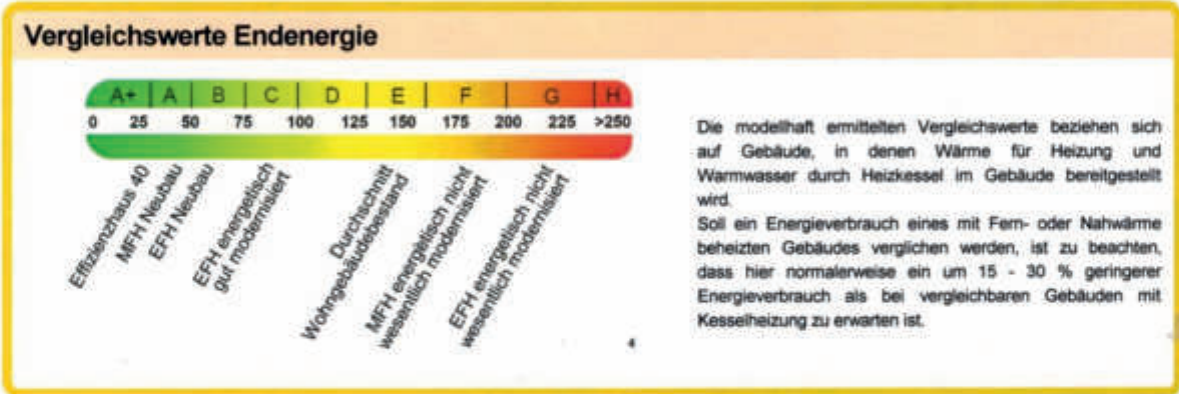 Vergleichswerte Endenergie
A+ | A | B | C | D | E | F | G | H
0 25 50 75 100 125 150 175 200 225 >250
Effizienzhaus 40
MFH Neubau
EFH Neubau
EFH energetisch
gut modernisiert
Durchschnitt
Wohngebäudebestand
MFH energetisch nicht
wesentlich modernisiert
EFH energetisch nicht
wesentlich modernisiert
4
Die modellhaft ermittelten Vergleichswerte beziehen sich
auf Gebäude, in denen Wärme für Heizung und
Warmwasser durch Heizkessel im Gebäude bereitgestellt
wird.
Soll ein Energieverbrauch eines mit Fern- oder Nahwärme
beheizten Gebäudes verglichen werden, ist zu beachten,
dass hier normalerweise ein um 15 - 30 % geringerer
Energieverbrauch als bei vergleichbaren Gebäuden mit
Kesselheizung zu erwarten ist.